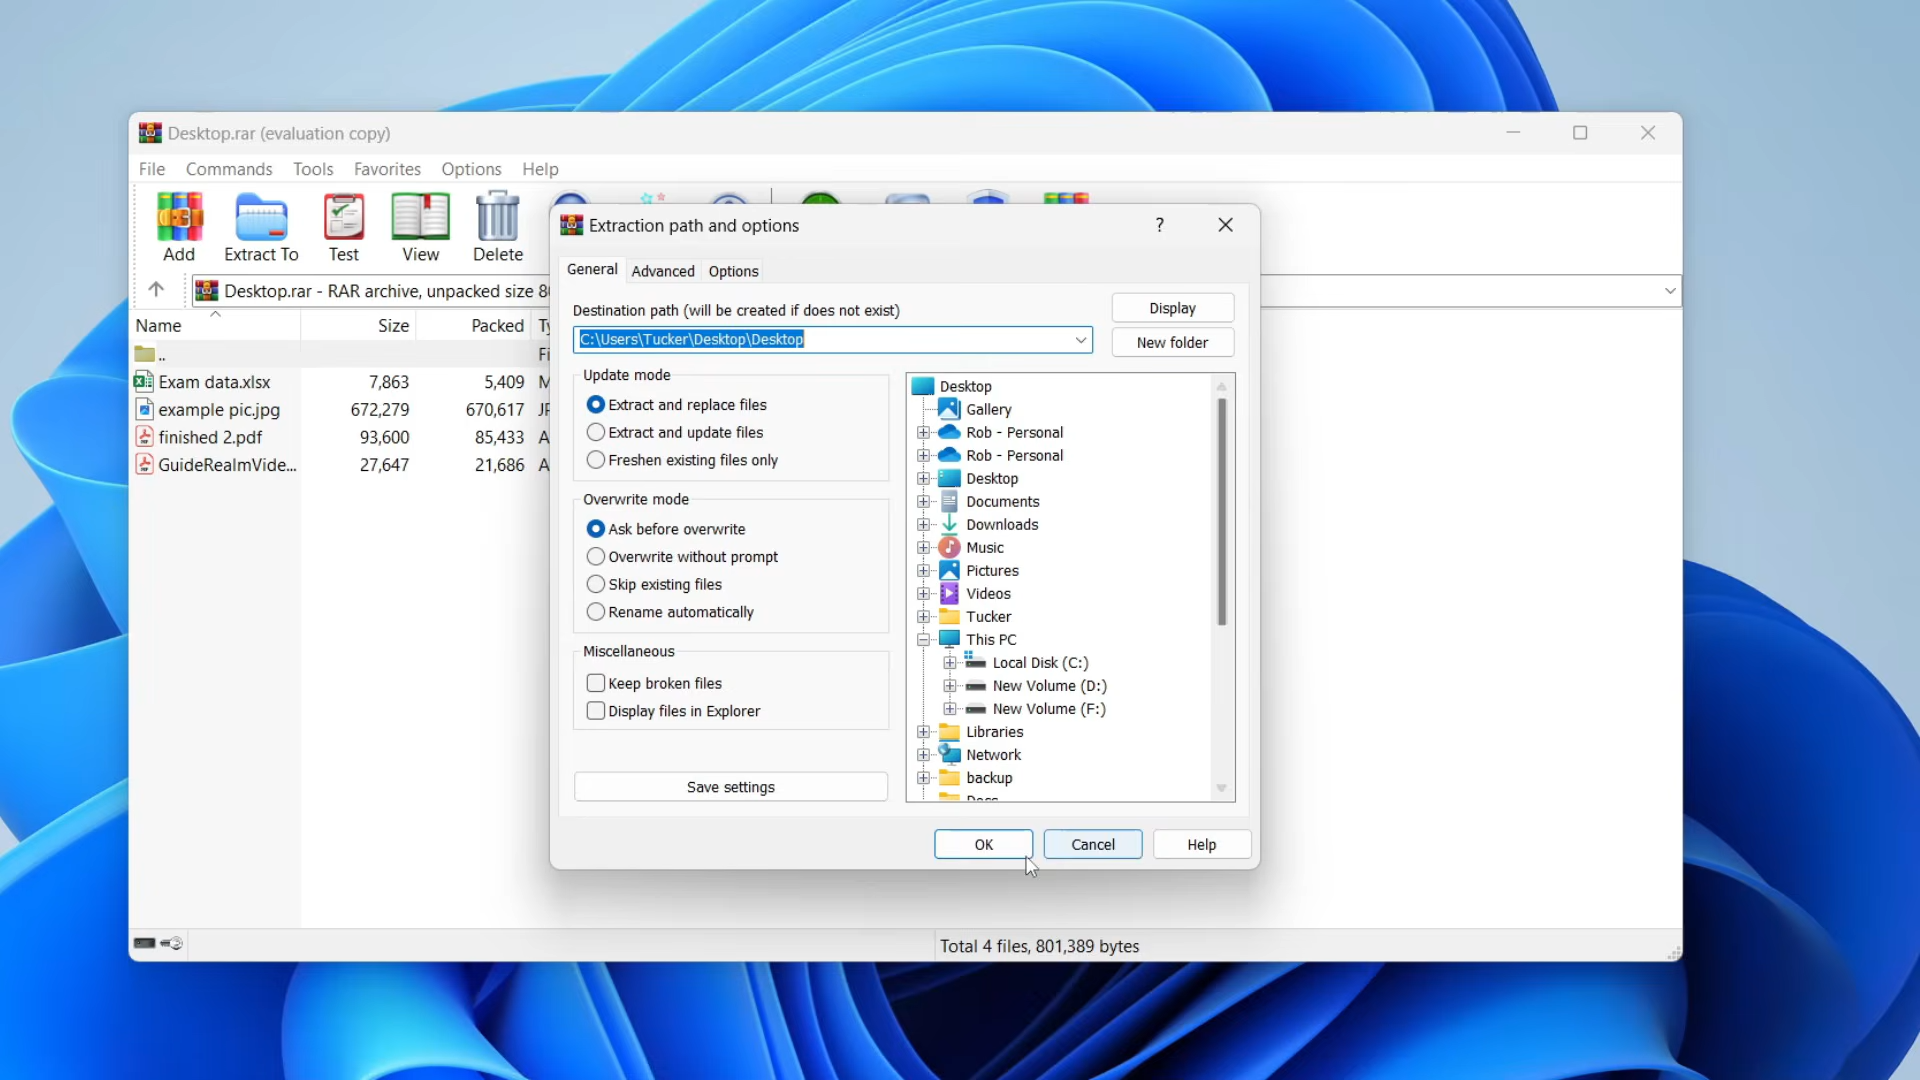 Desktop.rar (evaluation copy)
File Commands Tools Favorites Options Help
Add Extract To Test View Delete
Desktop.rar - RAR archive, unpacked size
Name Size Packed
..
Exam data.xlsx 7,863 5,409
example pic.jpg 672,279 670,617
finished 2.pdf 93,600 85,433
GuideRealmVide... 27,647 21,686
Extraction path and options ?
General Advanced Options
Destination path (will be created if does not exist)
C:\Users\Tucker\Desktop\Desktop
Display
New folder
Update mode
Extract and replace files
Extract and update files
Freshen existing files only
Overwrite mode
Ask before overwrite
Overwrite without prompt
Skip existing files
Rename automatically
Miscellaneous
Keep broken files
Display files in Explorer
Save settings
Desktop
Gallery
Rob - Personal
Rob - Personal
Desktop
Documents
Downloads
Music
Pictures
Videos
Tucker
This PC
Local Disk (C:)
New Volume (D:)
New Volume (F:)
Libraries
Network
backup
OK Cancel Help
Total 4 files, 801,389 bytes